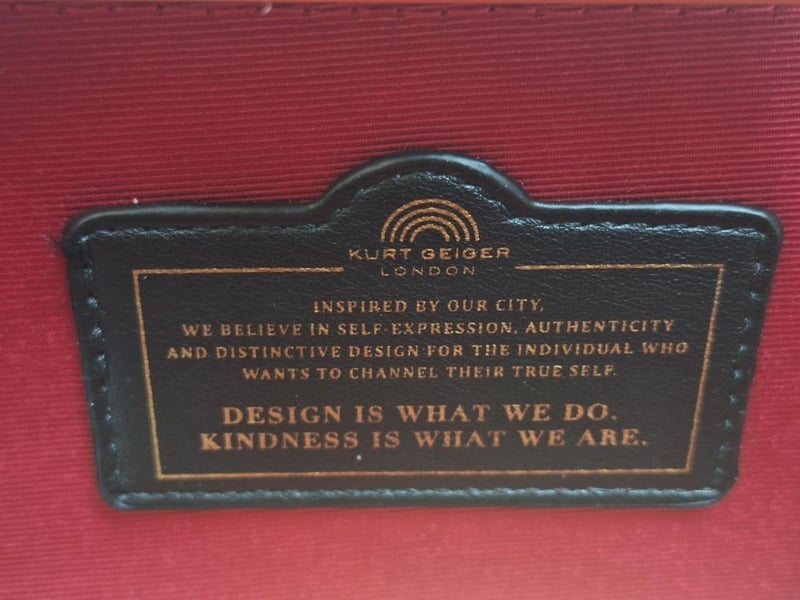 KURT GEIGER
LONDON
INSPIRED BY OUR CITY,
WE BELIEVE IN SELF-EXPRESSION, AUTHENTICITY
AND DISTINCTIVE DESIGN FOR THE INDIVIDUAL WHO
WANTS TO CHANNEL THEIR TRUE SELF.
DESIGN IS WHAT WE DO.
KINDNESS IS WHAT WE ARE.